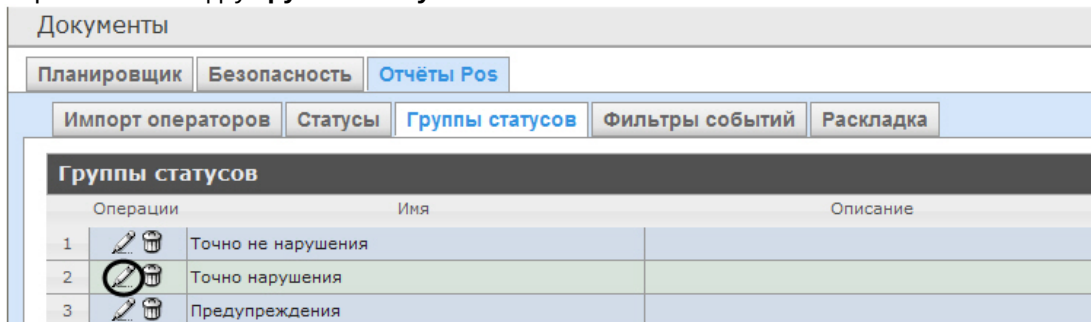 Документы
Планировщик Безопасность Отчёты Pos
Импорт операторов Статусы Группы статусов Фильтры событий Раскладка
Группы статусов
Операции Имя Описание
1 Точно не нарушения
2 Точно нарушения
3 Предупреждения